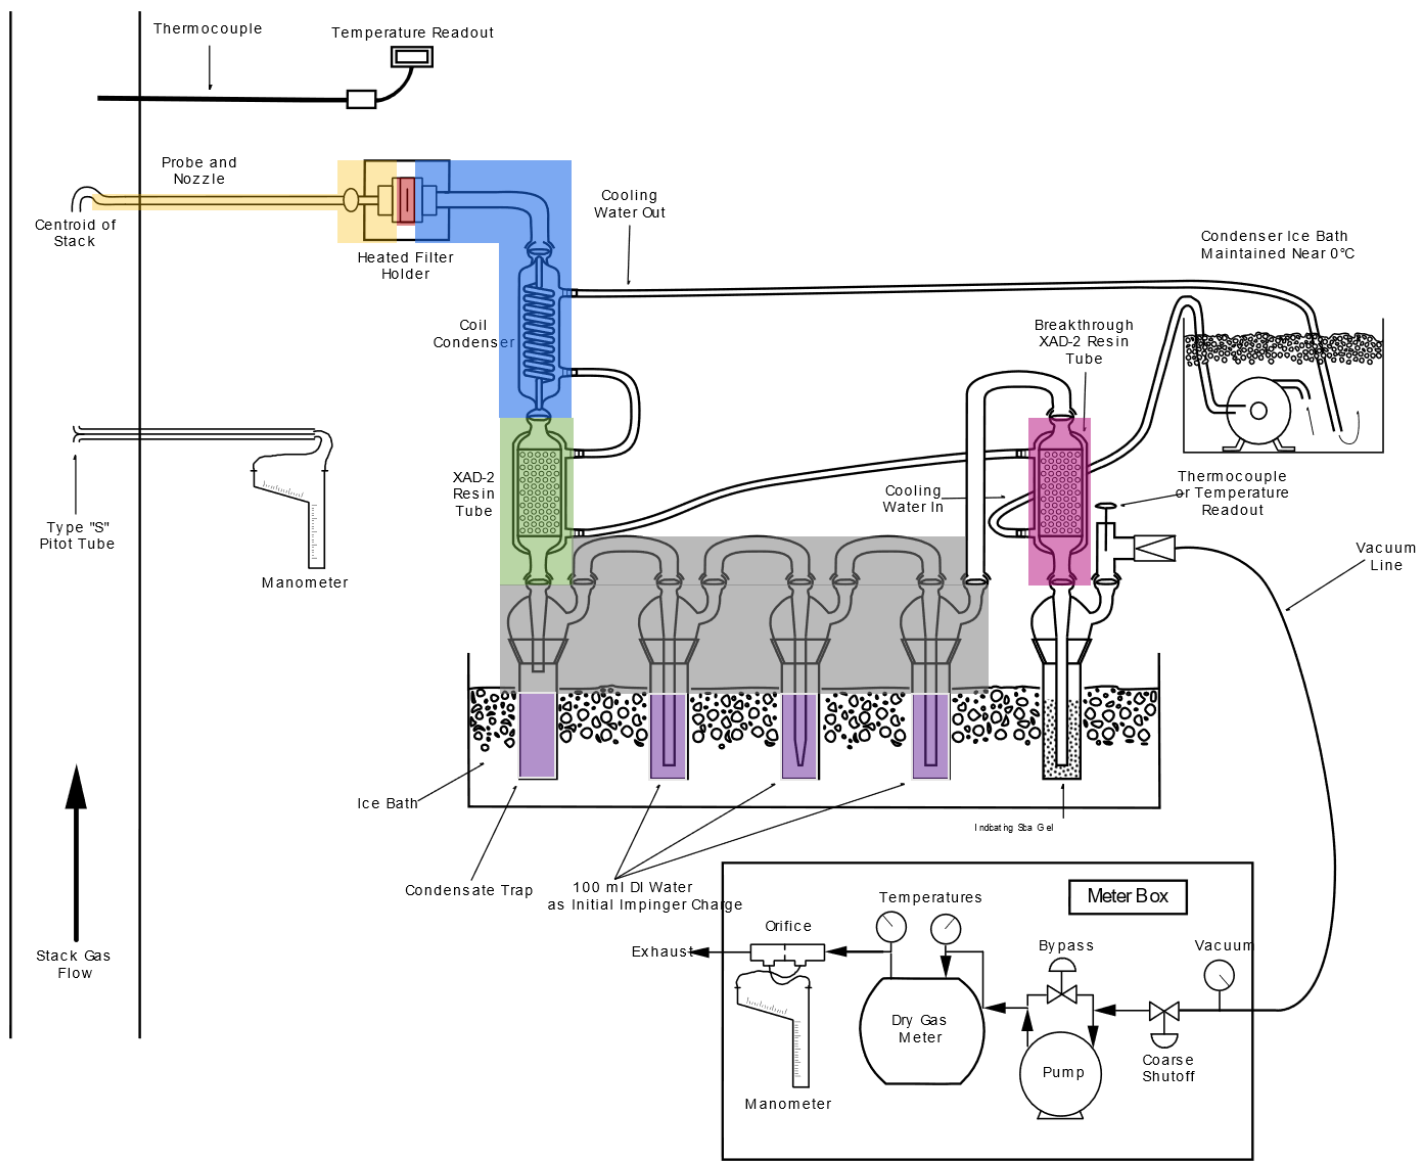 Thermocouple
Temperature Readout
Probe and
Nozzle
Centroid of
Stack
Heated Filter
Holder
Cooling
Water Out
Condenser Ice Bath
Maintained Near 0°C
Coil
Condenser
Breakthrough
XAD-2 Resin
Tube
XAD-2
Resin
Tube
Cooling
Water In
Thermocouple
or Temperature
Readout
Type "S"
Pitot Tube
Manometer
Vacuum
Line
Ice Bath
Indicating
Gel
Condensate Trap
100 ml DI Water
as Initial Impinger Charge
Stack Gas
Flow
Meter Box
Temperatures
Orifice
Exhaust
Bypass
Vacuum
Dry Gas
Meter
Pump
Coarse
Shutoff
Manometer